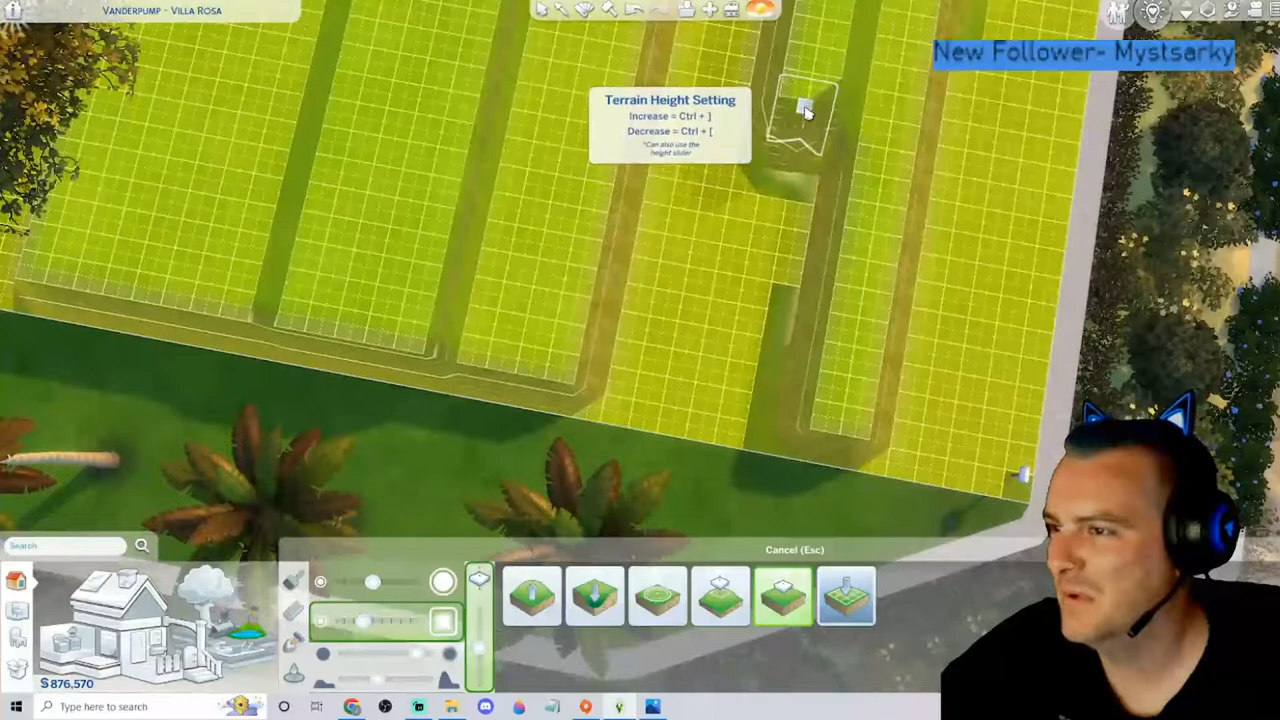 VANDERPUMP - VILLA ROSA
New Follower- Mystsarky
Terrain Height Setting
Increase = Ctrl + ]
Decrease = Ctrl + [
*Can also use the
height slider
Cancel (Esc)
Search
§876,570
Type here to search